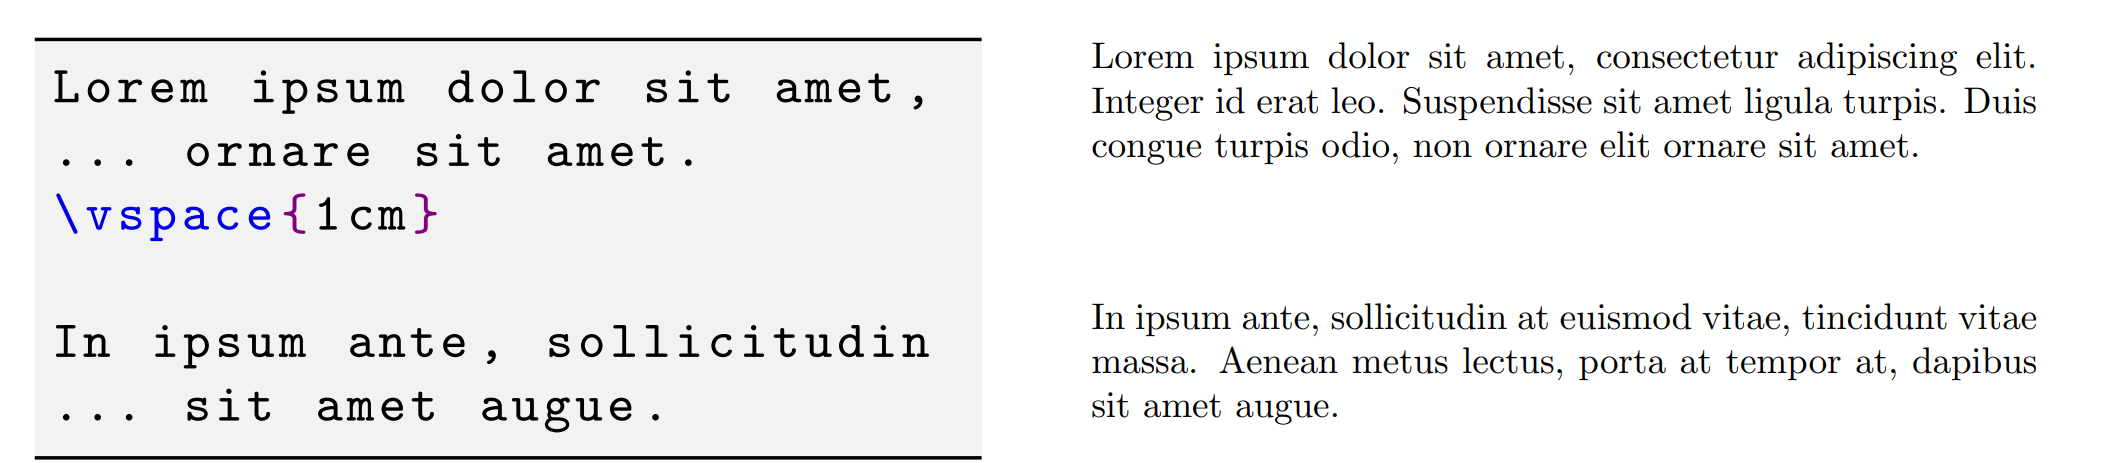 Lorem ipsum dolor sit amet,
... ornare sit amet.
\vspace{1cm}
In ipsum ante, sollicitudin
... sit amet augue.
Lorem ipsum dolor sit amet, consectetur adipiscing elit.
Integer id erat leo. Suspendisse sit amet ligula turpis. Duis
congue turpis odio, non ornare elit ornare sit amet.
In ipsum ante, sollicitudin at euismod vitae, tincidunt vitae
massa. Aenean metus lectus, porta at tempor at, dapibus
sit amet augue.